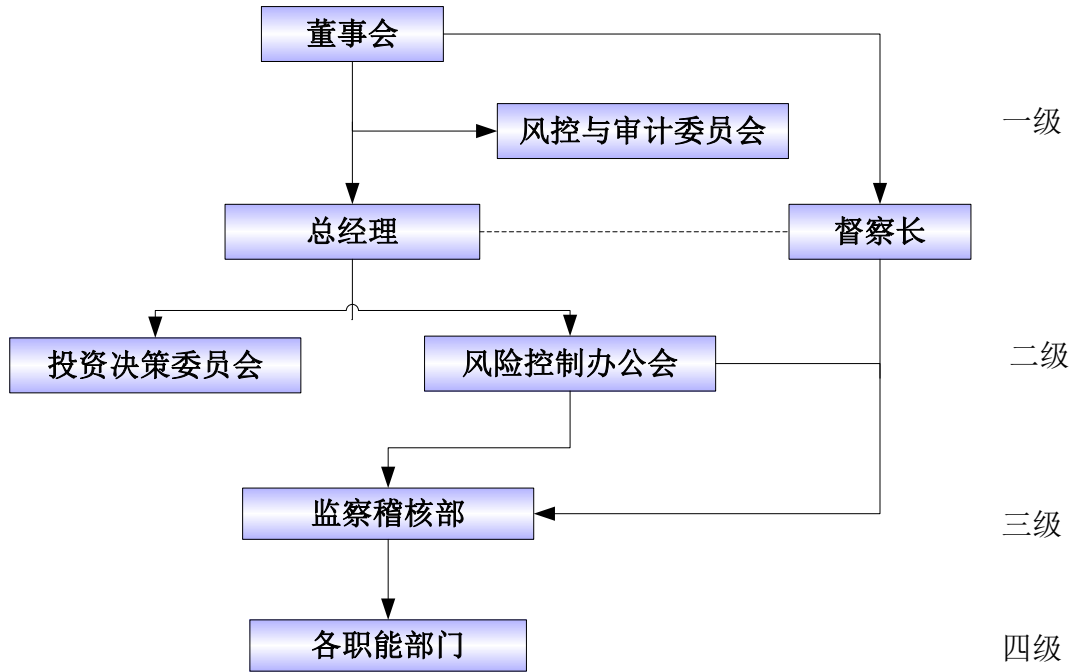 董事会
一级
风控与审计委员会
总经理
督察长
投资决策委员会
风险控制办公会
二级
监察稽核部
三级
各职能部门
四级